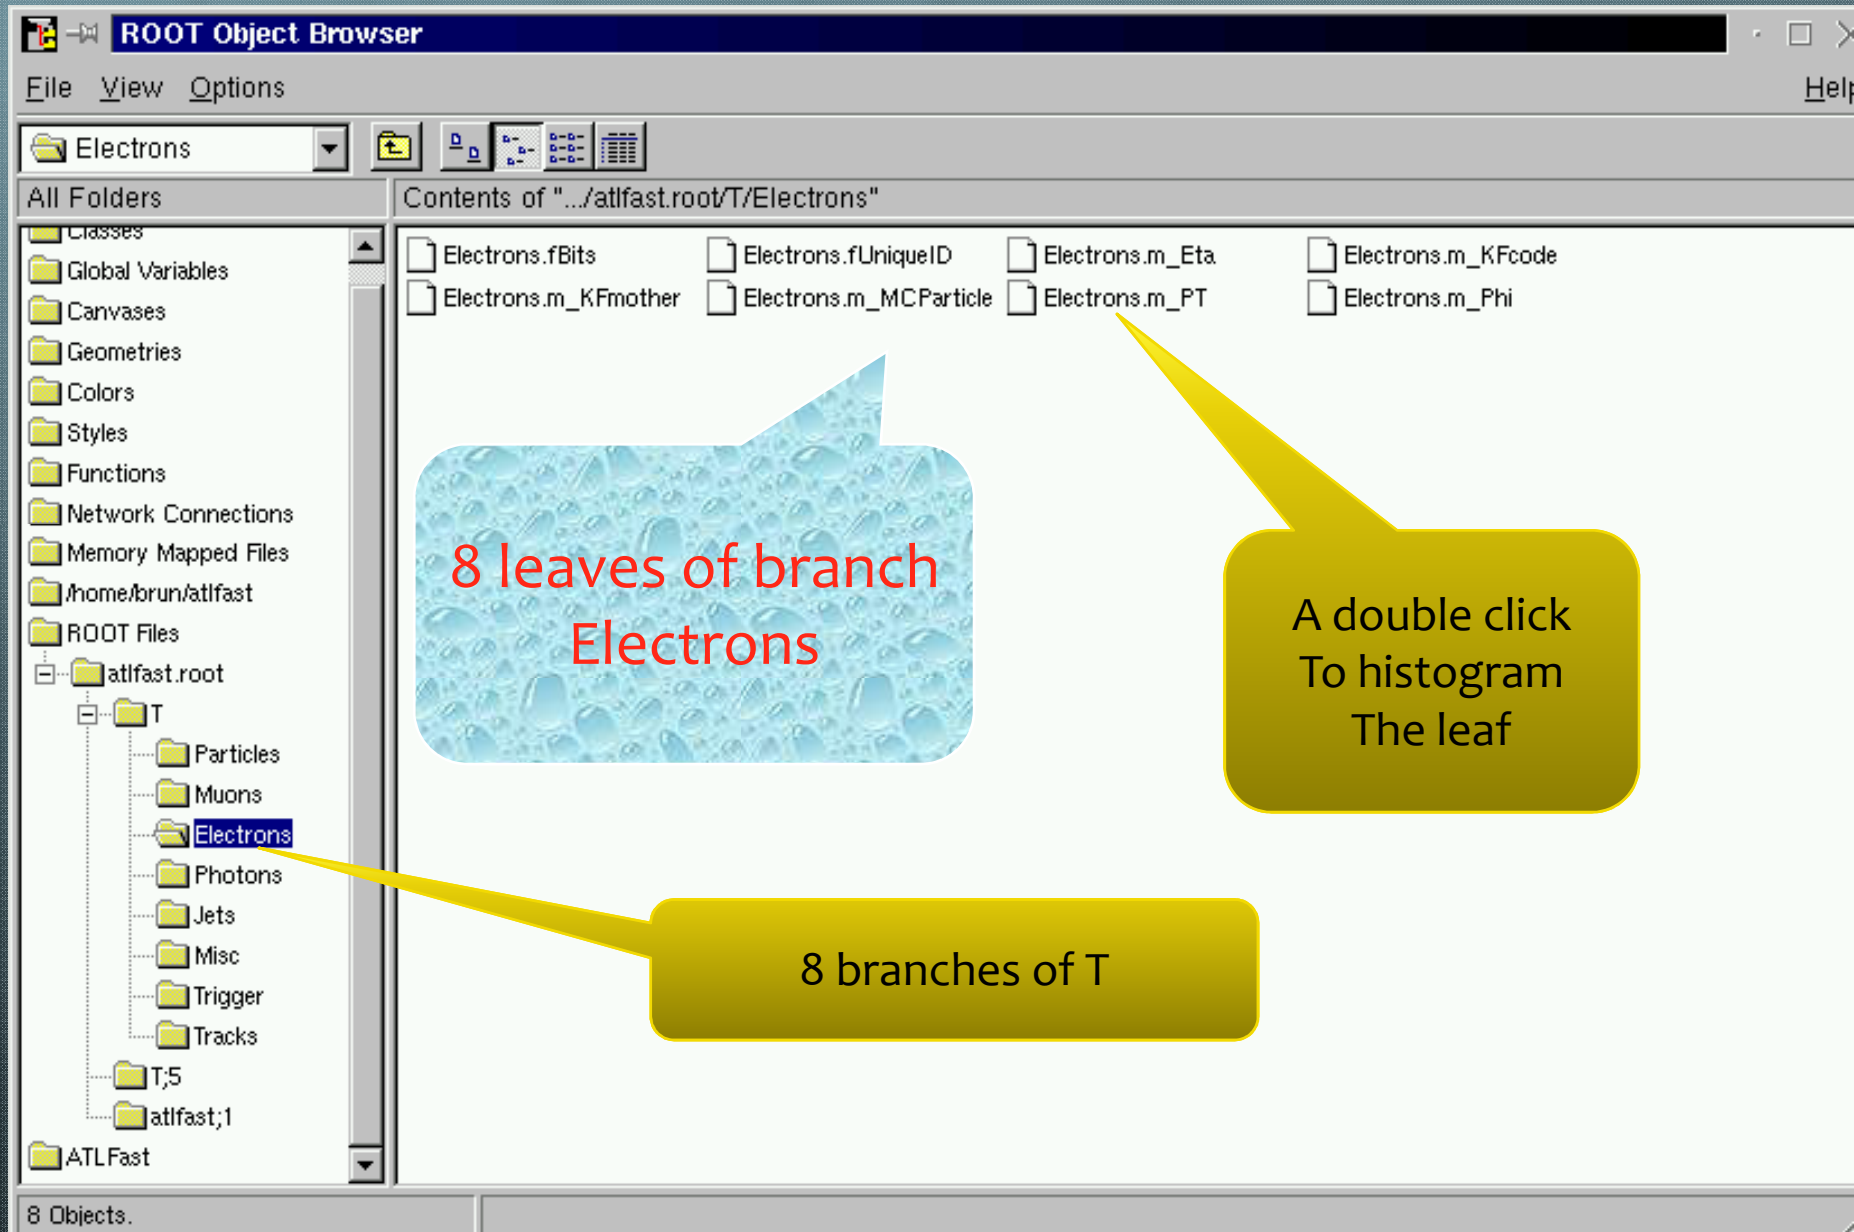 ROOT Object Browser
File View Options Help
Electrons
All Folders
Contents of ".../atlfast.root/T/Electrons"
Classes
Global Variables
Canvases
Geometries
Colors
Styles
Functions
Network Connections
Memory Mapped Files
/home/brun/atlfast
ROOT Files
atlfast.root
T
Particles
Muons
Electrons
Photons
Jets
Misc
Trigger
Tracks
T;5
atlfast;1
ATLFast
Electrons.fBits Electrons.fUniqueID Electrons.m_Eta Electrons.m_KFcode
Electrons.m_KFmother Electrons.m_MCParticle Electrons.m_PT Electrons.m_Phi
8 leaves of branch
Electrons
A double click
To histogram
The leaf
8 branches of T
8 Objects.